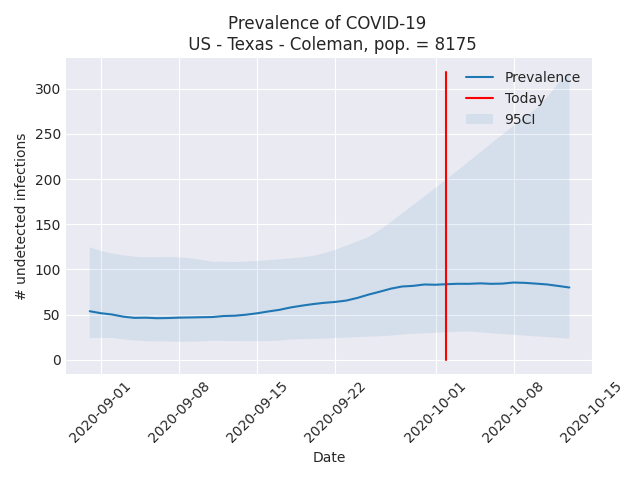 Prevalence of COVID-19
US - Texas - Coleman, pop. = 8175
# undetected infections
300
250
200
150
100
50
0
Prevalence
Today
95CI
2020-09-01
2020-09-08
2020-09-15
2020-09-22
2020-10-01
2020-10-08
2020-10-15
Date